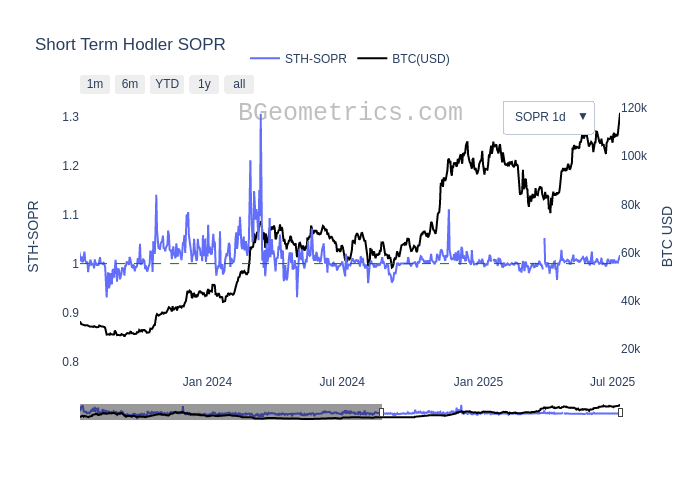 Short Term Hodler SOPR
STH-SOPR BTC(USD)
1m 6m YTD 1y all
BGeometrics.com
SOPR 1d ▼
1.3
1.2
1.1
1
0.9
0.8
STH-SOPR
120k
100k
80k
60k
40k
20k
BTC USD
Jan 2024 Jul 2024 Jan 2025 Jul 2025